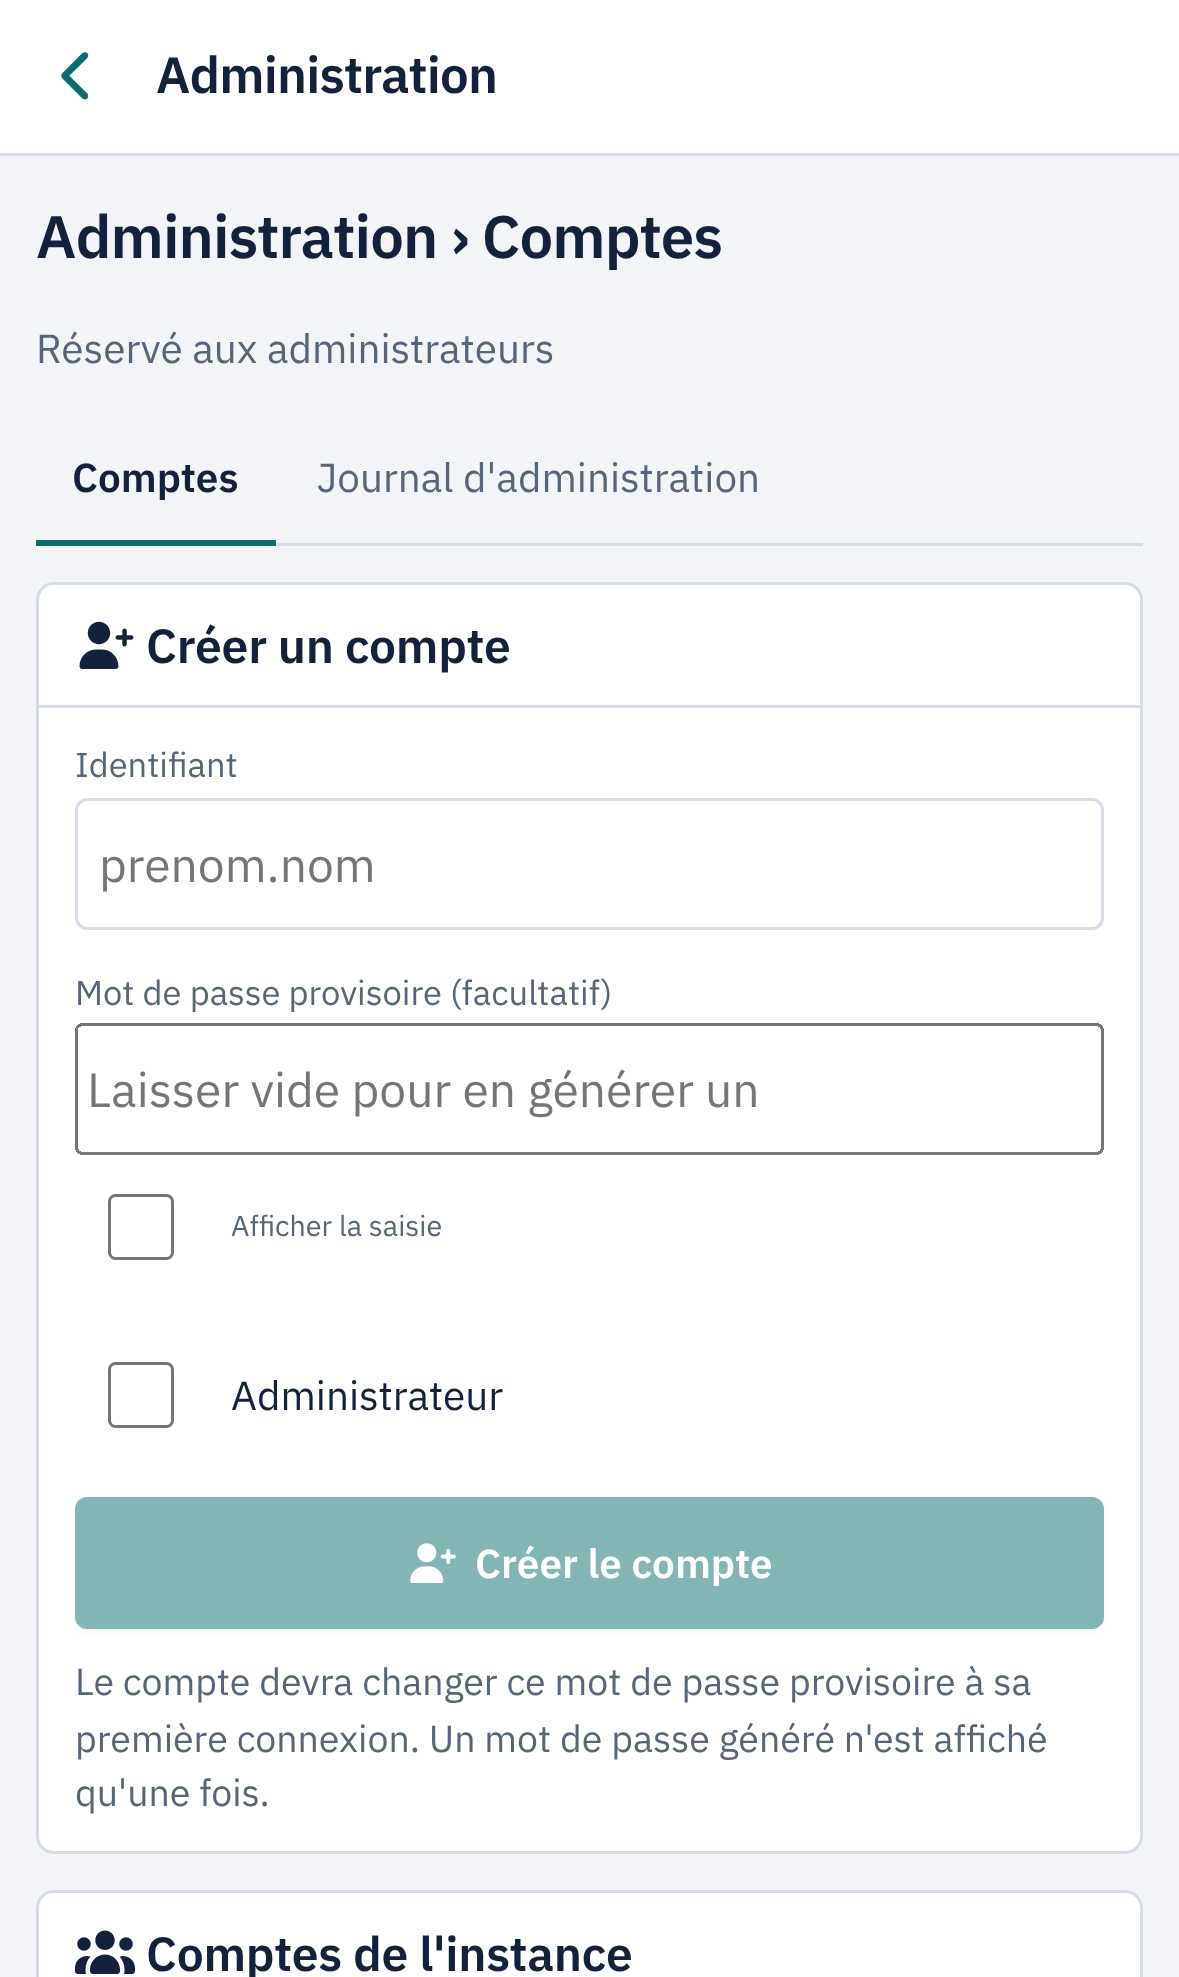 Administration
Administration › Comptes
Réservé aux administrateurs
Comptes
Journal d'administration
Créer un compte
Identifiant
prenom.nom
Mot de passe provisoire (facultatif)
Laisser vide pour en générer un
Afficher la saisie
Administrateur
Créer le compte
Le compte devra changer ce mot de passe provisoire à sa
première connexion. Un mot de passe généré n'est affiché
qu'une fois.
Comptes de l'instance